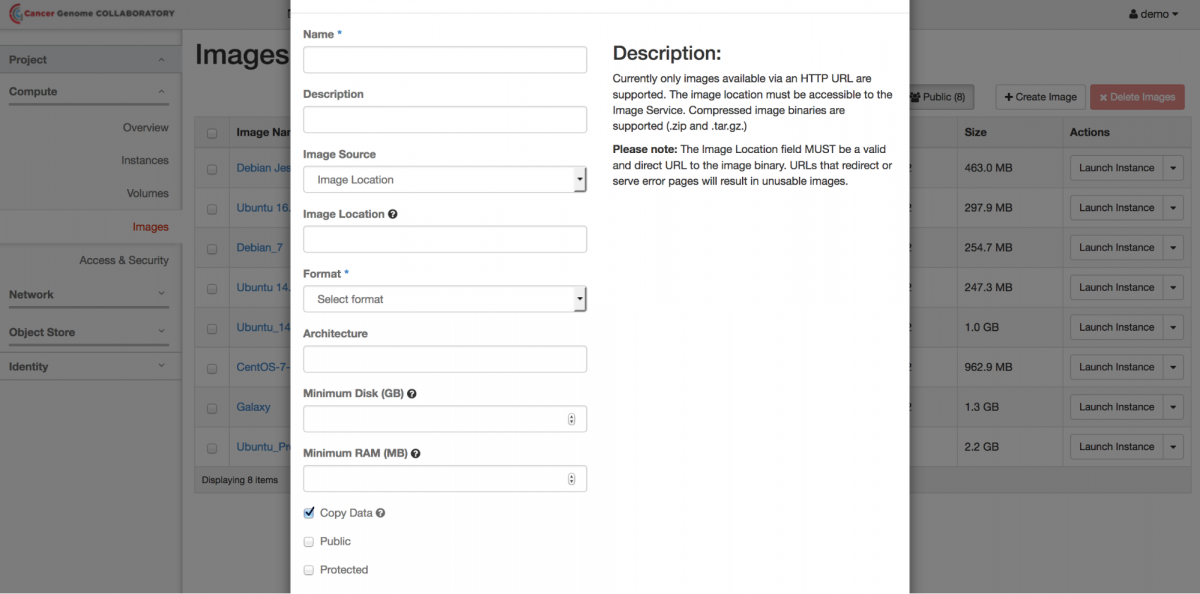 Cancer Genome COLLABORATORY
demo
Project
Compute
Overview
Instances
Volumes
Images
Access & Security
Network
Object Store
Identity
Images
Public (8)
Create Image
Delete Images
Image
Size
Actions
Debian
463.0 MB
Launch Instance
Ubuntu 16.
297.9 MB
Launch Instance
Debian_7
254.7 MB
Launch Instance
Ubuntu 14.
247.3 MB
Launch Instance
Ubuntu_14
1.0 GB
Launch Instance
CentOS-7-
962.9 MB
Launch Instance
Galaxy
1.3 GB
Launch Instance
Ubuntu_Pr
2.2 GB
Launch Instance
Displaying 8 items
Name *
Description
Image Source
Image Location
Image Location
Format *
Select format
Architecture
Minimum Disk (GB)
Minimum RAM (MB)
Copy Data
Public
Protected
Description:
Currently only images available via an HTTP URL are
supported. The image location must be accessible to the
Image Service. Compressed image binaries are
supported (.zip and .tar.gz.)
Please note: The Image Location field MUST be a valid
and direct URL to the image binary. URLs that redirect or
serve error pages will result in unusable images.